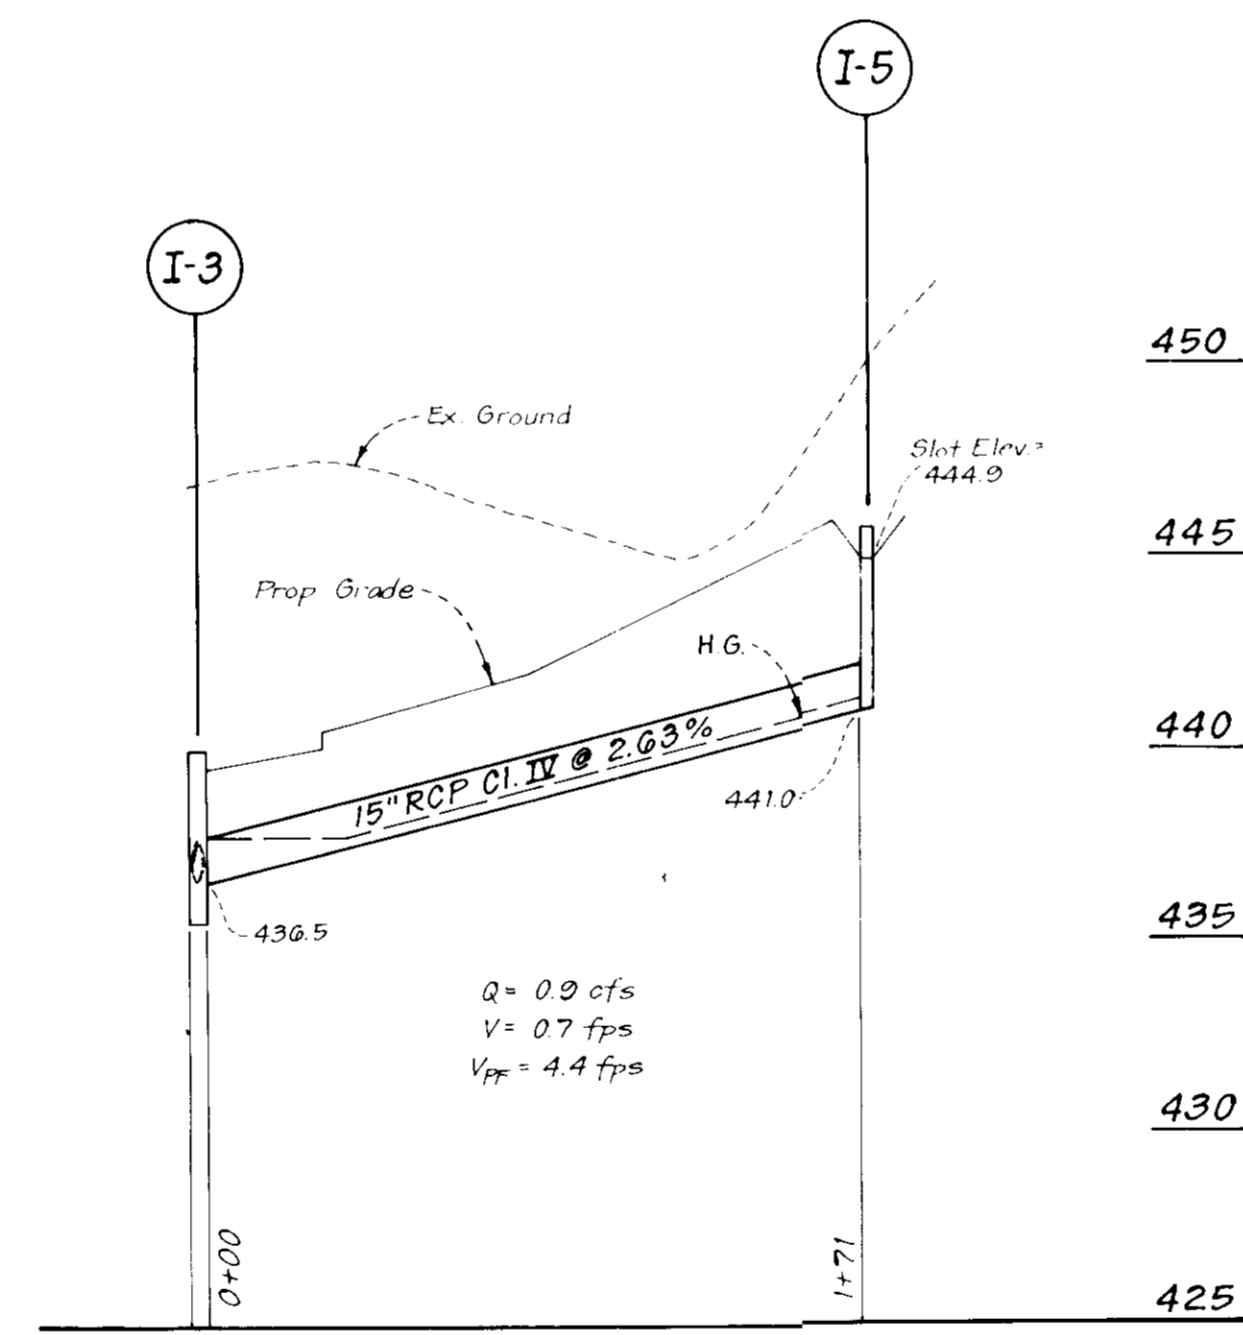 I-5
I-3
450
Ex. Ground
Slot Elev.=
444.9
445
Prop Grade
H.G.
15" RCP Cl. IV @ 2.63%
440
441.0
436.5
435
Q= 0.9 cfs
V= 0.7 fps
VPF = 4.4 fps
430
0+00
1+71
425